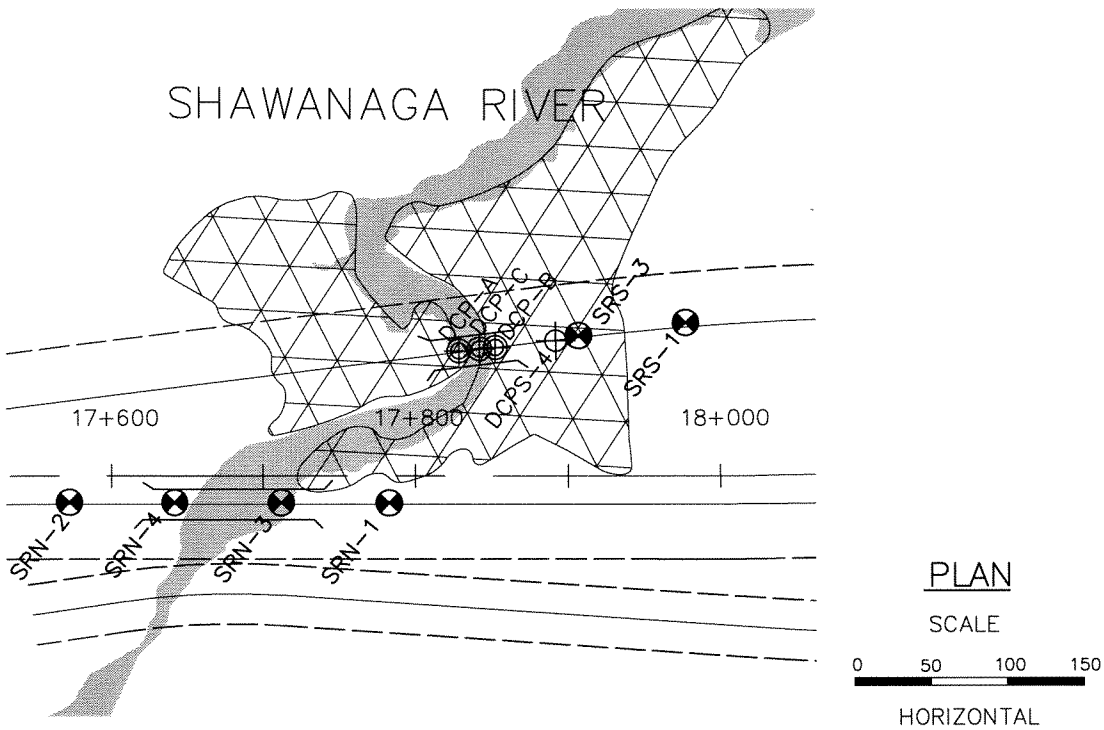 SHAWANAGA RIVER
DCP-A
DCP-C
DCP-B
SRS-3
SRS-1
DCPS-4
17+600
17+800
18+000
SRN-2
SRN-4
SRN-3
SRN-1
PLAN
SCALE
0 50 100 150
HORIZONTAL